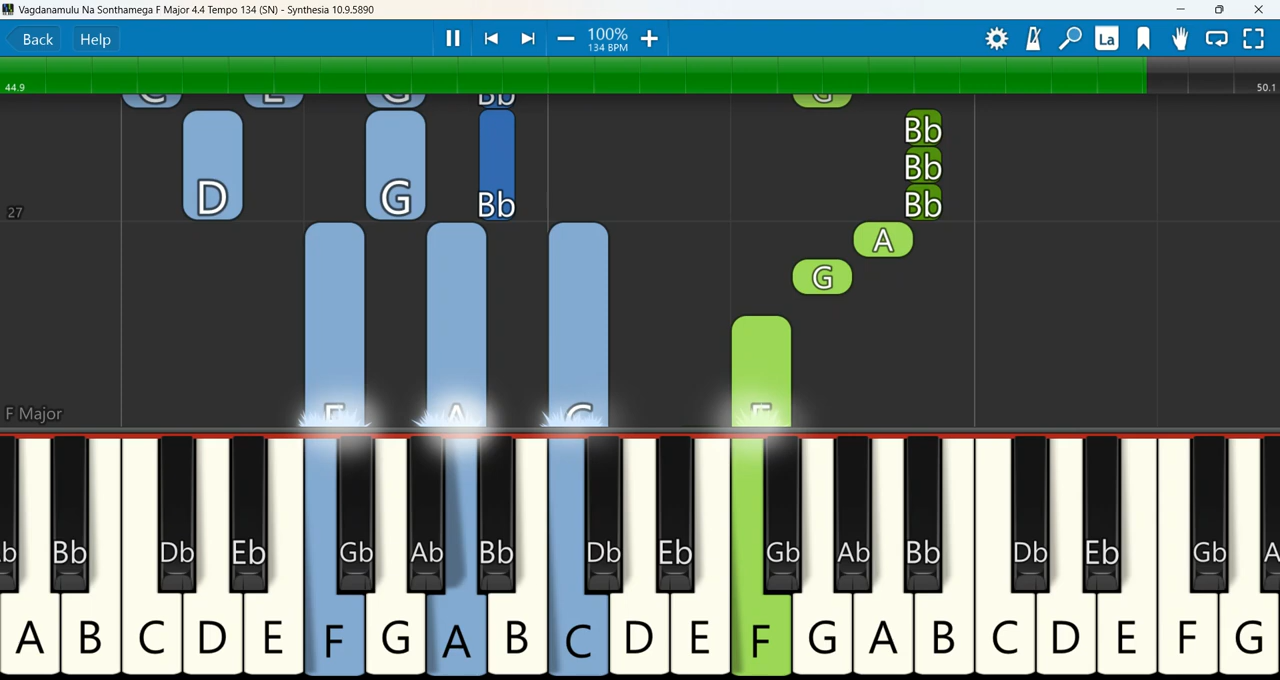 Vagdanamulu Na Sonthamega F Major 4.4 Tempo 134 (SN) - Synthesia 10.9.5890
Back Help 100% La
134 BPM
44.9 50.1
C E G Bb G
Bb
D G Bb Bb
27 Bb
A
G
F Major F A C F
Bb Db Eb Gb Ab Bb Db Eb Gb Ab Bb Db Eb Gb A
A B C D E F G A B C D E F G A B C D E F G